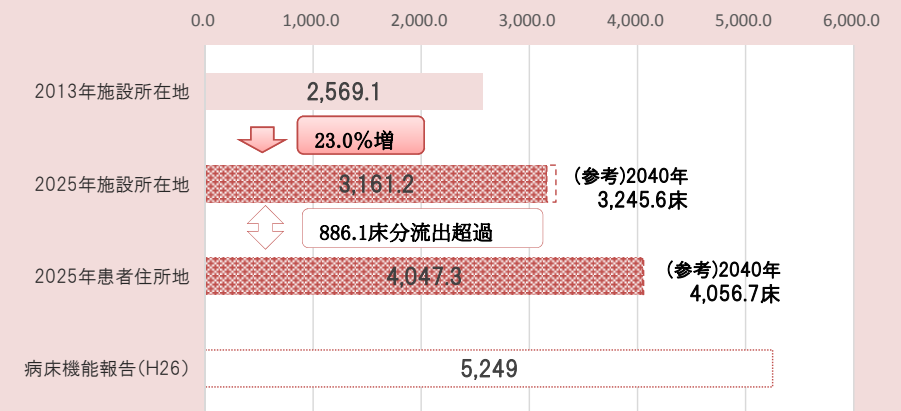 0.0 1,000.0 2,000.0 3,000.0 4,000.0 5,000.0 6,000.0
2013年施設所在地 2,569.1
23.0%増
2025年施設所在地 3,161.2 (参考)2040年
3,245.6床
886.1床分流出超過
2025年患者住所地 4,047.3 (参考)2040年
4,056.7床
病床機能報告(H26) 5,249